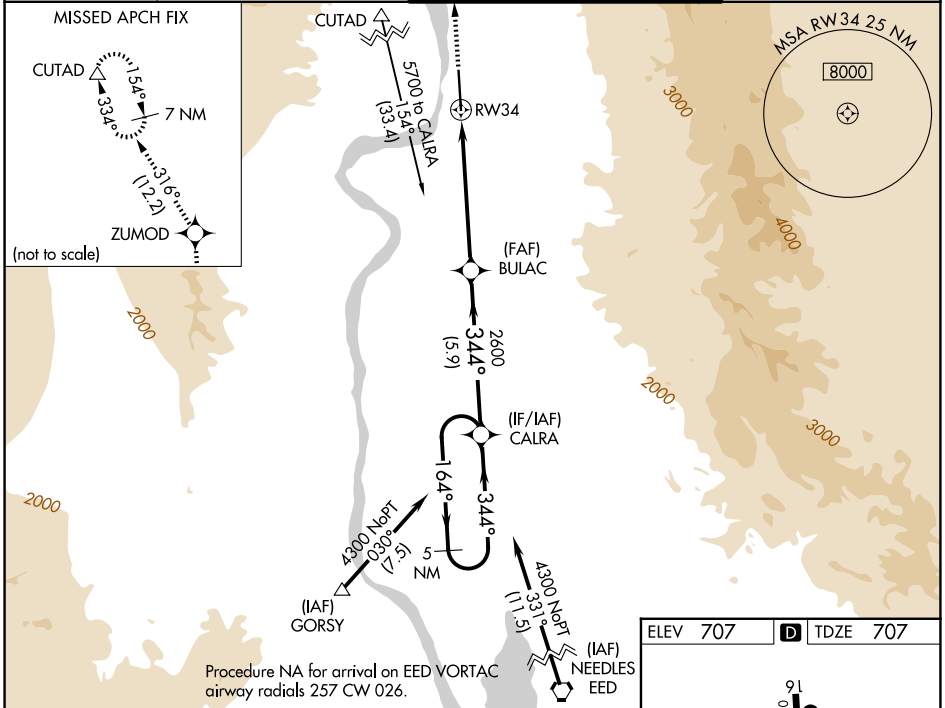 MISSED APCH FIX
CUTAD
154°
334°
7 NM
316°
(12.2)
ZUMOD
(not to scale)
CUTAD
5700 to CALRA
154°
(33.4)
RW34
MSA RW34 25 NM
8000
3000
4000
(FAF)
BULAC
2600
344°
(5.9)
2000
2000
3000
(IF/IAF)
CALRA
164°
344°
2000
4300 NoPT
030°
(7.5)
5
NM
4300 NoPT
331°
(11.5)
(IAF)
GORSY
(IAF)
NEEDLES
EED
Procedure NA for arrival on EED VORTAC
airway radials 257 CW 026.
ELEV 707
D
TDZE 707
16